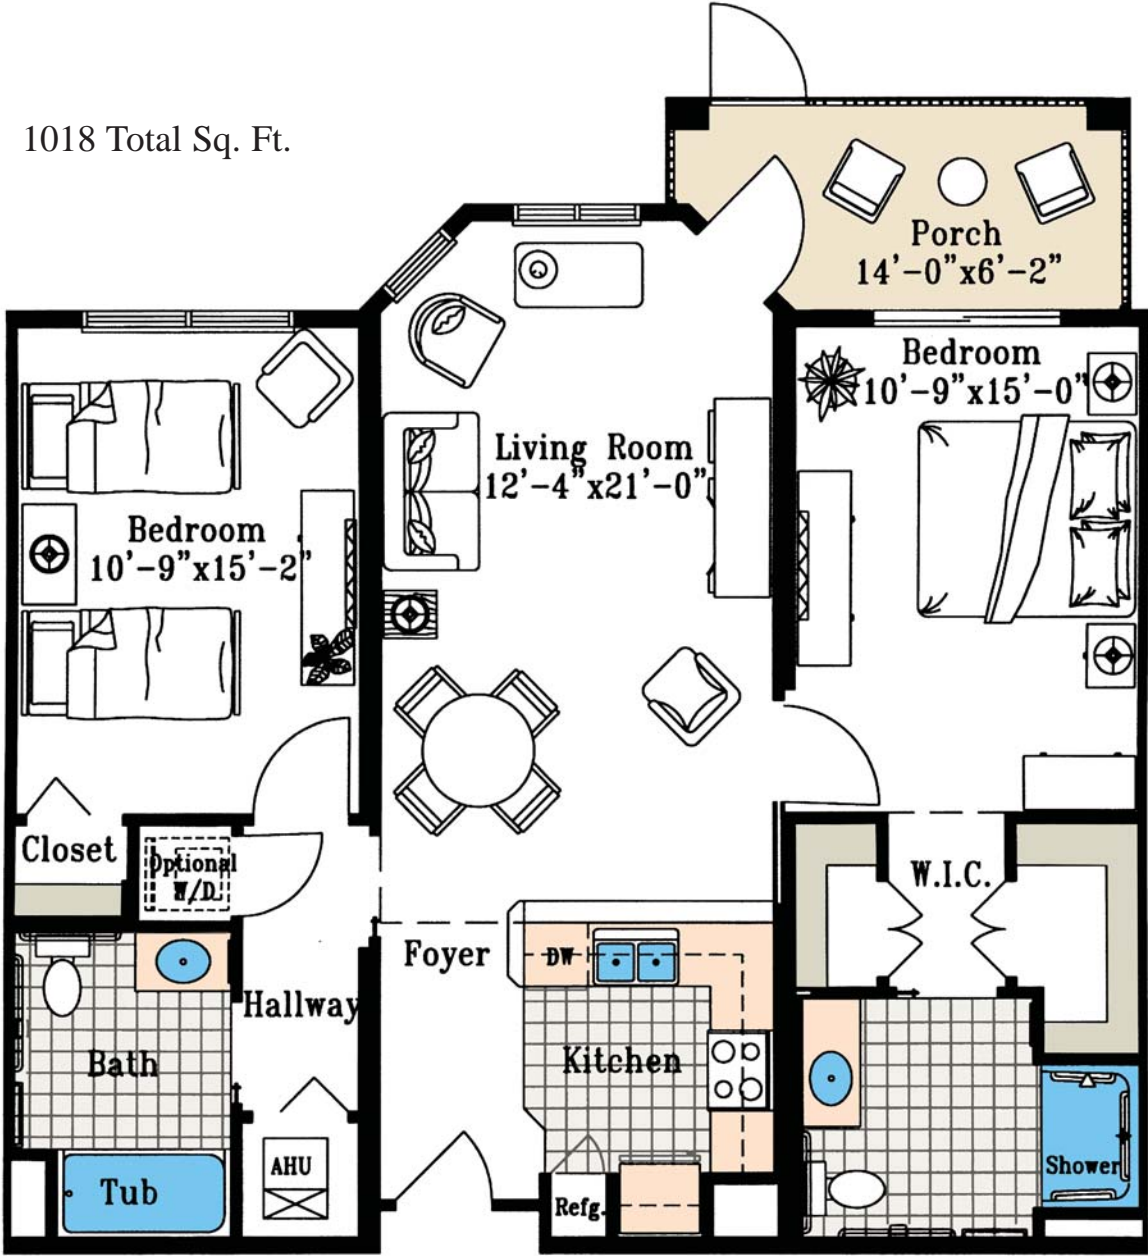 1018 Total Sq. Ft.
Porch
14'-0"x6'-2"
Bedroom
10'-9"x15'-0"
Living Room
12'-4"x21'-0"
Bedroom
10'-9"x15'-2"
Closet
Optional
W/D
W.I.C.
Foyer
DW
Hallway
Bath
Kitchen
AHU
Tub
Shower
Refg.